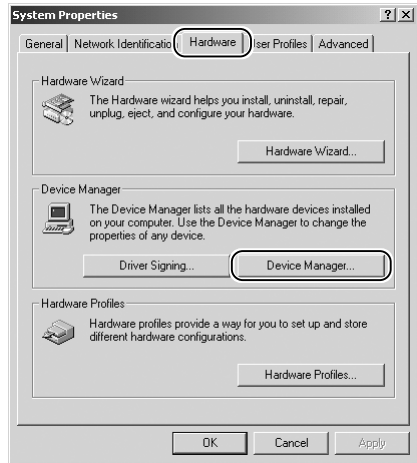 System Properties
General
Network Identificatio
Hardware
ser Profiles
Advanced
Hardware Wizard
The Hardware wizard helps you install, uninstall, repair,
unplug, eject, and configure your hardware.
Hardware Wizard...
Device Manager
The Device Manager lists all the hardware devices installed
on your computer. Use the Device Manager to change the
properties of any device.
Driver Signing...
Device Manager...
Hardware Profiles
Hardware profiles provide a way for you to set up and store
different hardware configurations.
Hardware Profiles...
OK
Cancel
Apply